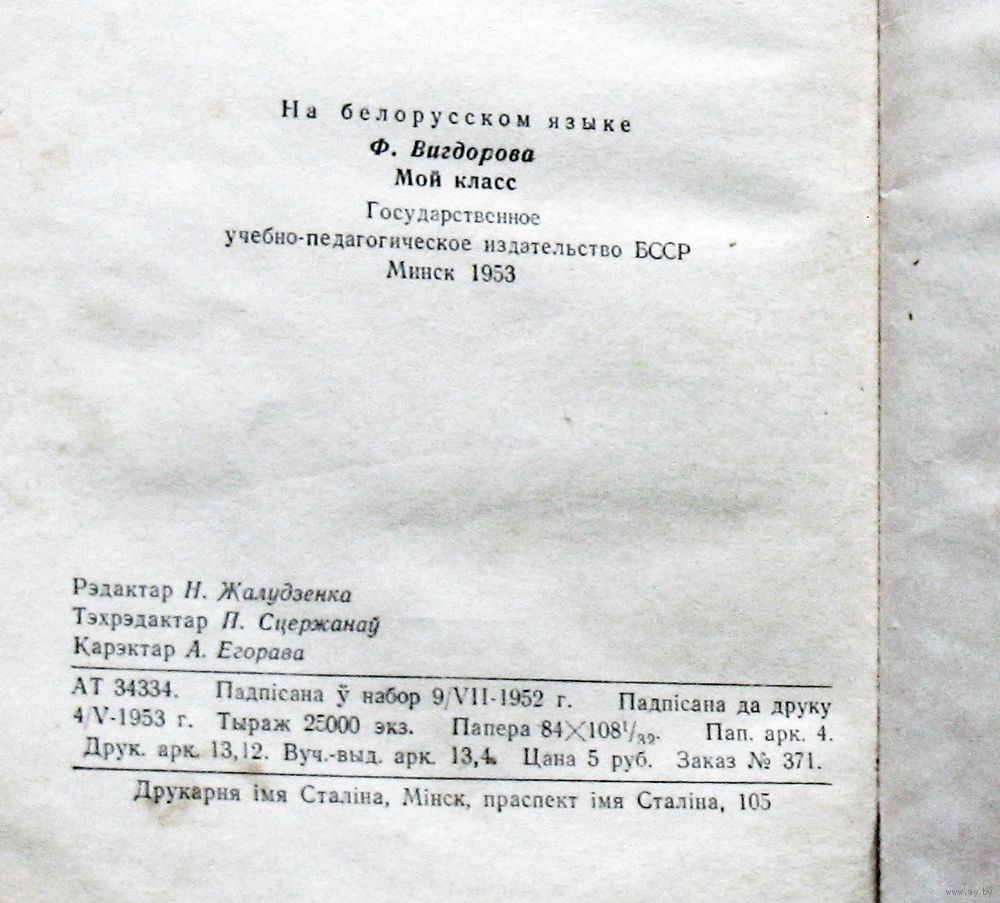 На белорусском языке
Ф. Вигдорова
Мой класс
Государственное
учебно-педагогическое издательство БССР
Минск 1953
Рэдактар Н. Жалудзенка
Тэхрэдактар П. Сцержанаў
Карэктар А. Егорава
АТ 34334. Падпісана ў набор 9/VII-1952 г. Падпісана да друку
4/V-1953 г. Тыраж 25000 экз. Папера 84×108¹/₃₂. Пап. арк. 4.
Друк. арк. 13,12. Вуч.-выд. арк. 13,4. Цана 5 руб. Заказ № 371.
Друкарня імя Сталіна, Мінск, праспект імя Сталіна, 105
www.ay.by